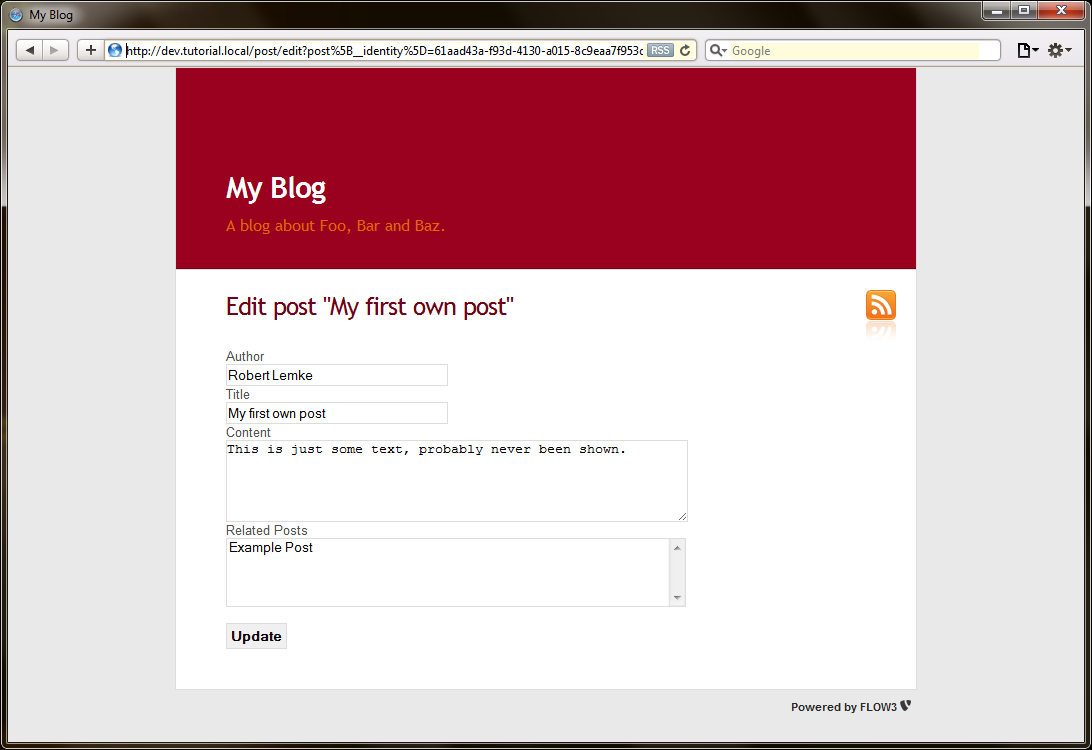 My Blog
http://dev.tutorial.local/post/edit?post%5B__identity%5D=61aad43a-f93d-4130-a015-8c9eaa7f953c RSS Google
My Blog
A blog about Foo, Bar and Baz.
Edit post "My first own post"
Author
Robert Lemke
Title
My first own post
Content
This is just some text, probably never been shown.
Related Posts
Example Post
Update
Powered by FLOW3